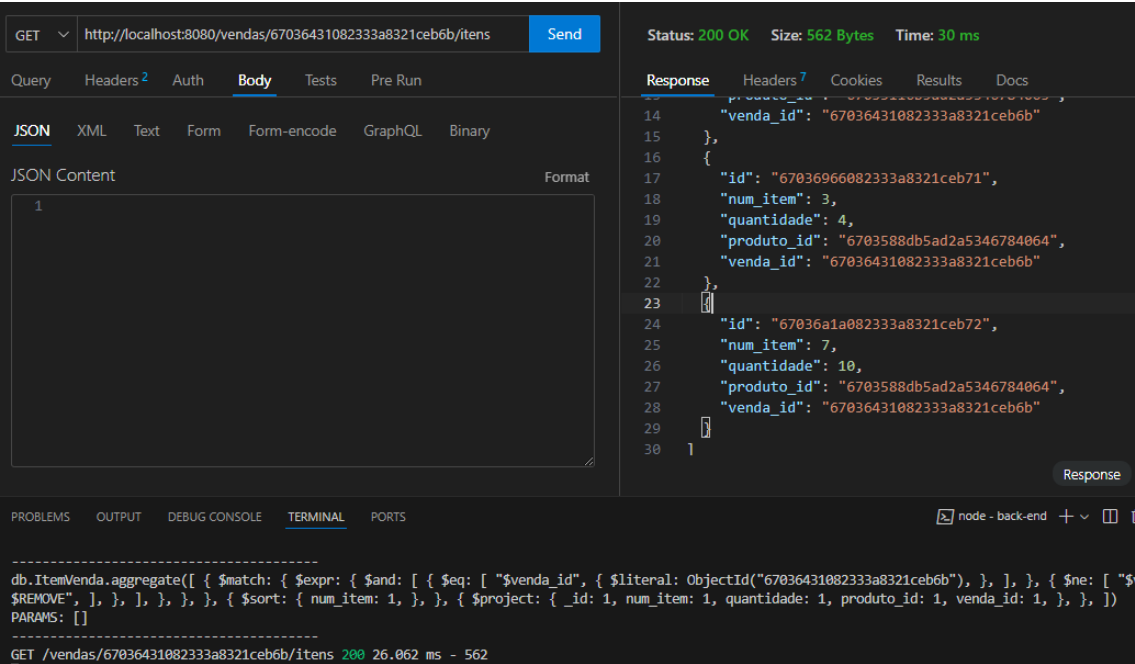 GET http://localhost:8080/vendas/67036431082333a8321ceb6b/itens Send
Query Headers 2 Auth Body Tests Pre Run
JSON XML Text Form Form-encode GraphQL Binary
JSON Content Format
1
Status: 200 OK Size: 562 Bytes Time: 30 ms
Response Headers 7 Cookies Results Docs
14 "venda_id": "67036431082333a8321ceb6b"
15 },
16 {
17 "id": "67036966082333a8321ceb71",
18 "num_item": 3,
19 "quantidade": 4,
20 "produto_id": "6703588db5ad2a5346784064",
21 "venda_id": "67036431082333a8321ceb6b"
22 },
23 {
24 "id": "67036a1a082333a8321ceb72",
25 "num_item": 7,
26 "quantidade": 10,
27 "produto_id": "6703588db5ad2a5346784064",
28 "venda_id": "67036431082333a8321ceb6b"
29 }
30 ]
Response
PROBLEMS OUTPUT DEBUG CONSOLE TERMINAL PORTS node - back-end
----------------------------------------
db.ItemVenda.aggregate([ { $match: { $expr: { $and: [ { $eq: [ "$venda_id", { $literal: ObjectId("67036431082333a8321ceb6b"), }, ], }, { $ne: [ "$
$REMOVE", ], }, ], }, }, }, { $sort: { num_item: 1, }, }, { $project: { _id: 1, num_item: 1, quantidade: 1, produto_id: 1, venda_id: 1, }, }, ])
PARAMS: []
----------------------------------------
GET /vendas/67036431082333a8321ceb6b/itens 200 26.062 ms - 562